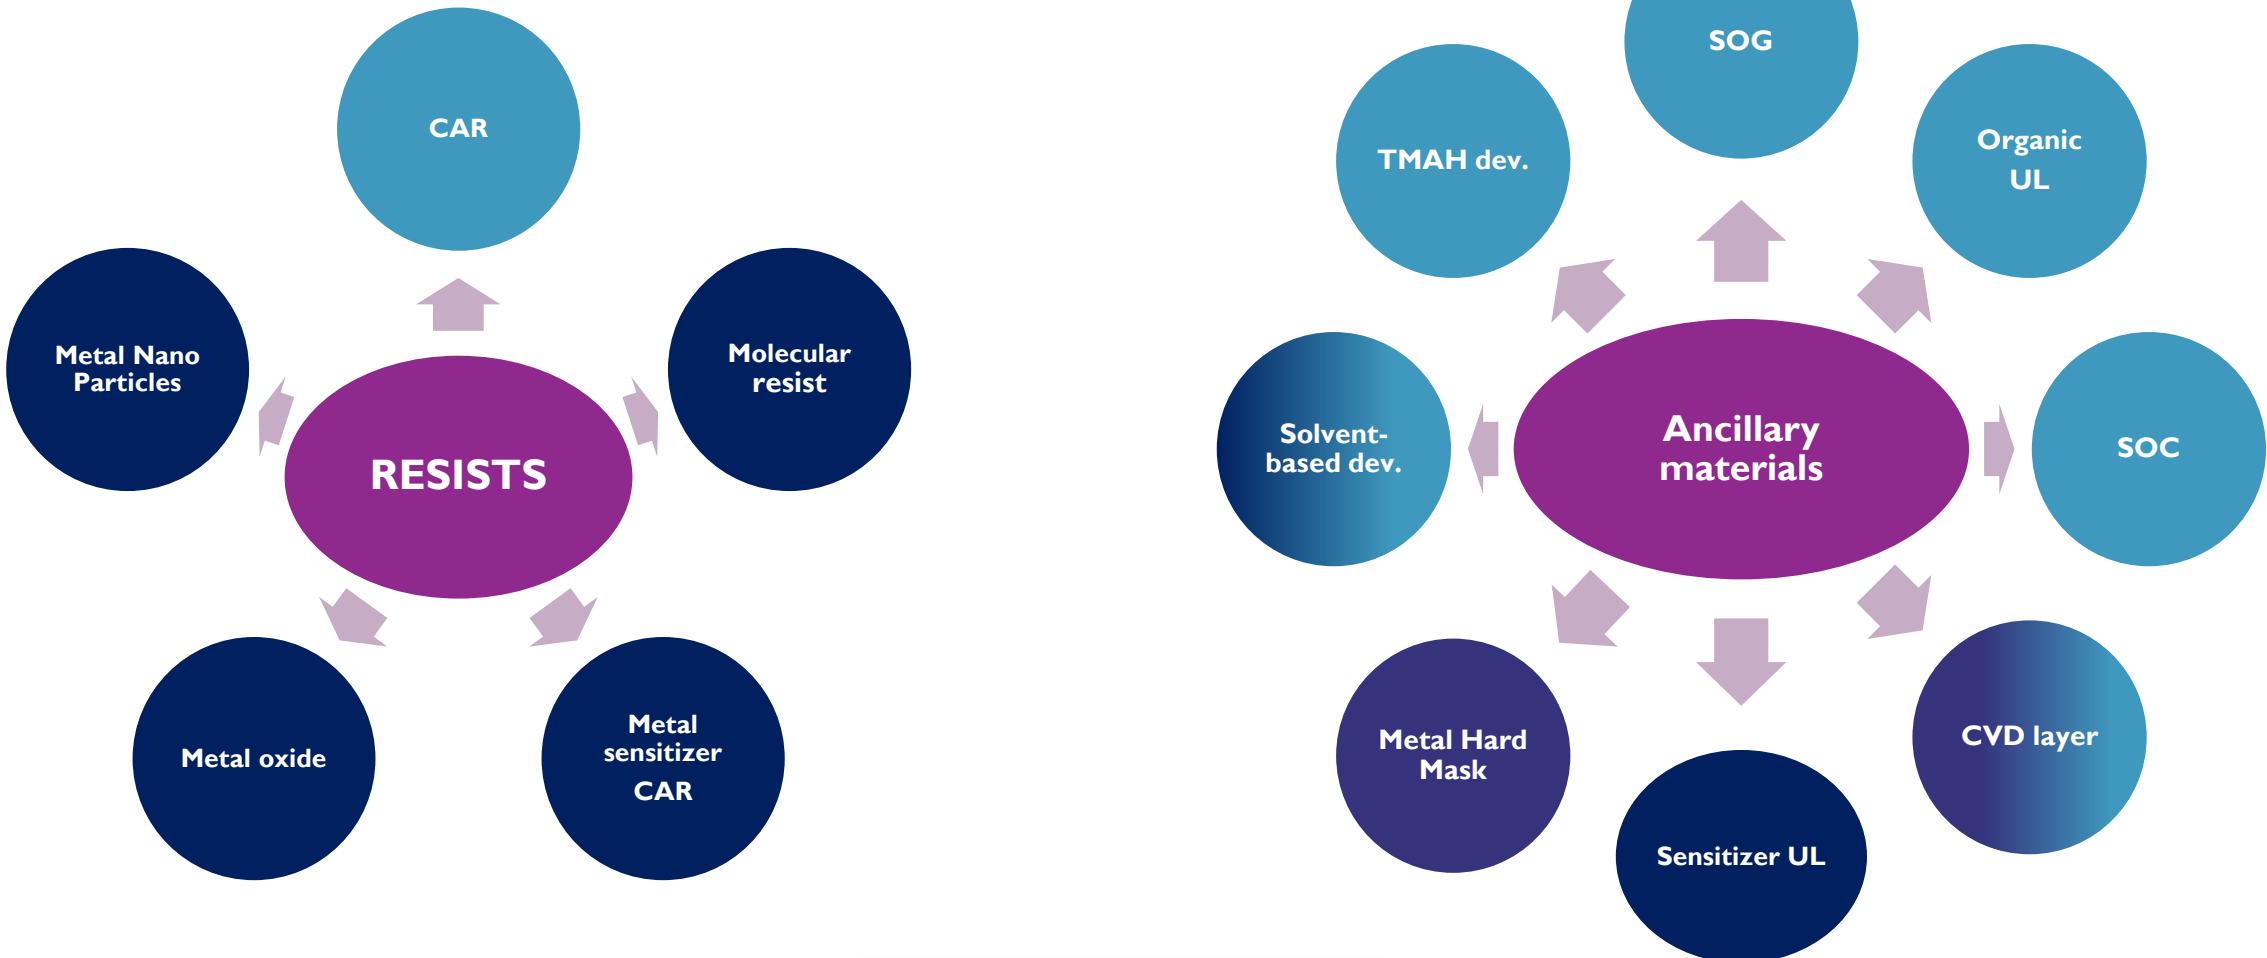 CAR
Metal Nano
Particles
Molecular
resist
RESISTS
Metal oxide
Metal
sensitizer
CAR
SOG
TMAH dev.
Organic
UL
Solvent-
based dev.
Ancillary
materials
SOC
Metal Hard
Mask
CVD layer
Sensitizer UL